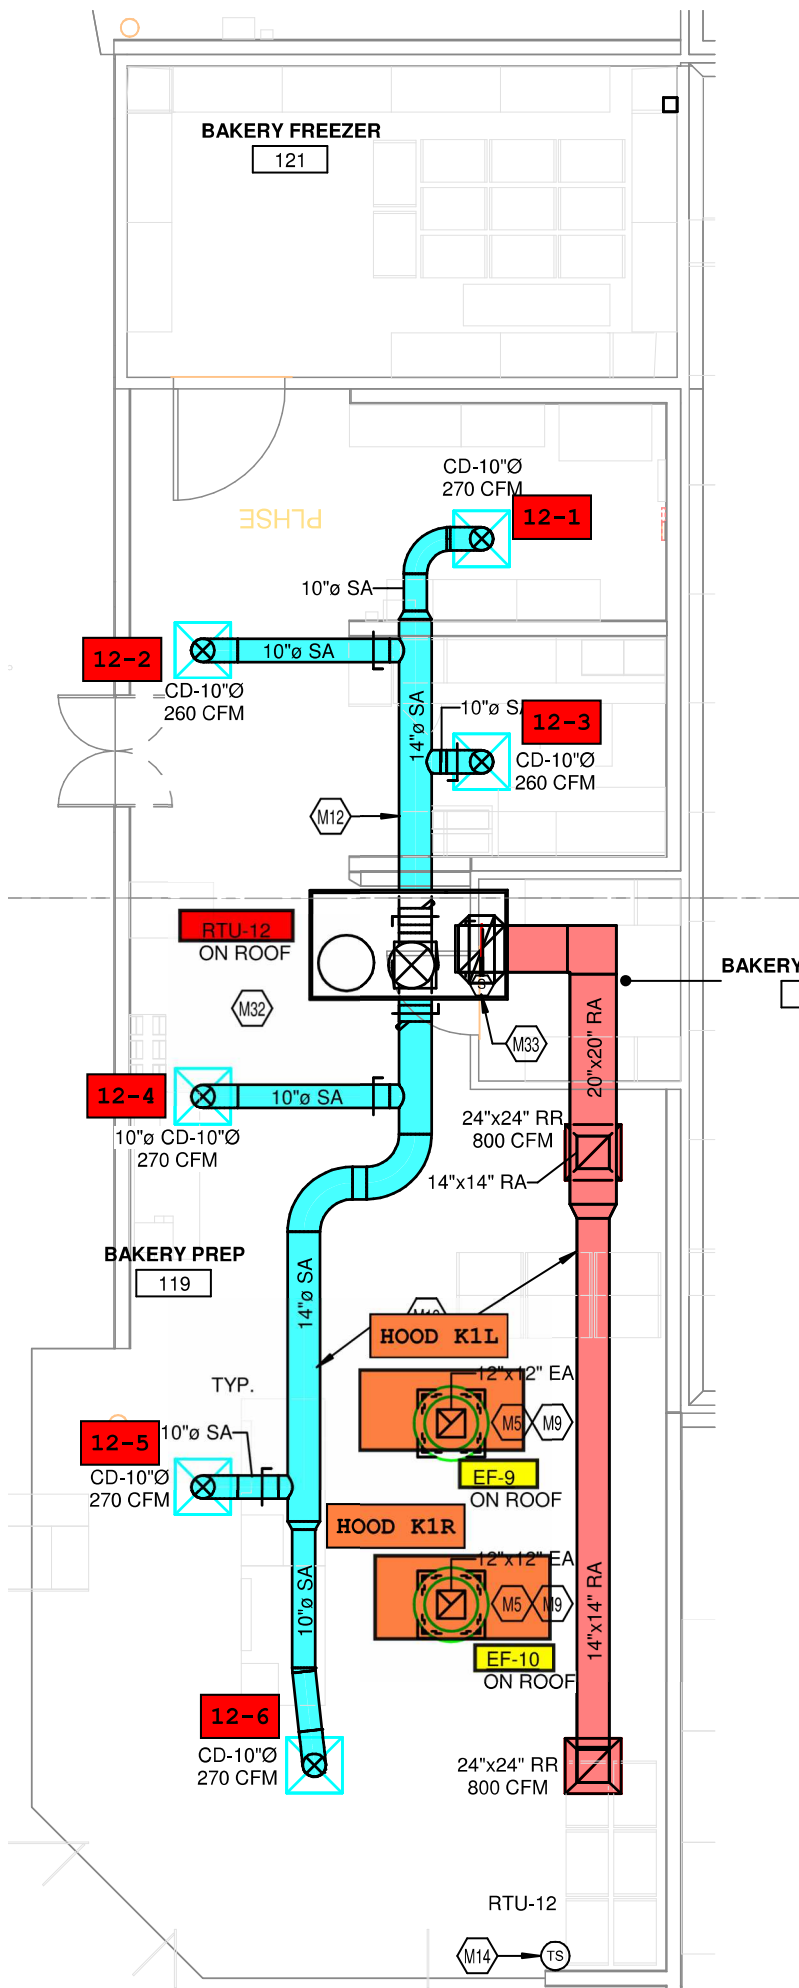 BAKERY FREEZER
121
CD-10"Ø
270 CFM
12-1
PLHSE
10"ø SA
12-2
10"ø SA
CD-10"Ø
260 CFM
14"ø SA
10"ø SA
12-3
CD-10"Ø
260 CFM
M12
RTU-12
ON ROOF
BAKERY
S
M32
M33
20"x20" RA
12-4
10"ø SA
24"x24" RR
800 CFM
10"ø CD-10"Ø
270 CFM
14"x14" RA
BAKERY PREP
119
14"ø SA
HOOD K1L
12"x12" EA
TYP.
M5
M9
12-5
10"ø SA
CD-10"Ø
270 CFM
EF-9
ON ROOF
HOOD K1R
12"x12" EA
10"ø SA
M5
M9
14"x14" RA
EF-10
ON ROOF
12-6
CD-10"Ø
270 CFM
24"x24" RR
800 CFM
RTU-12
M14
TS